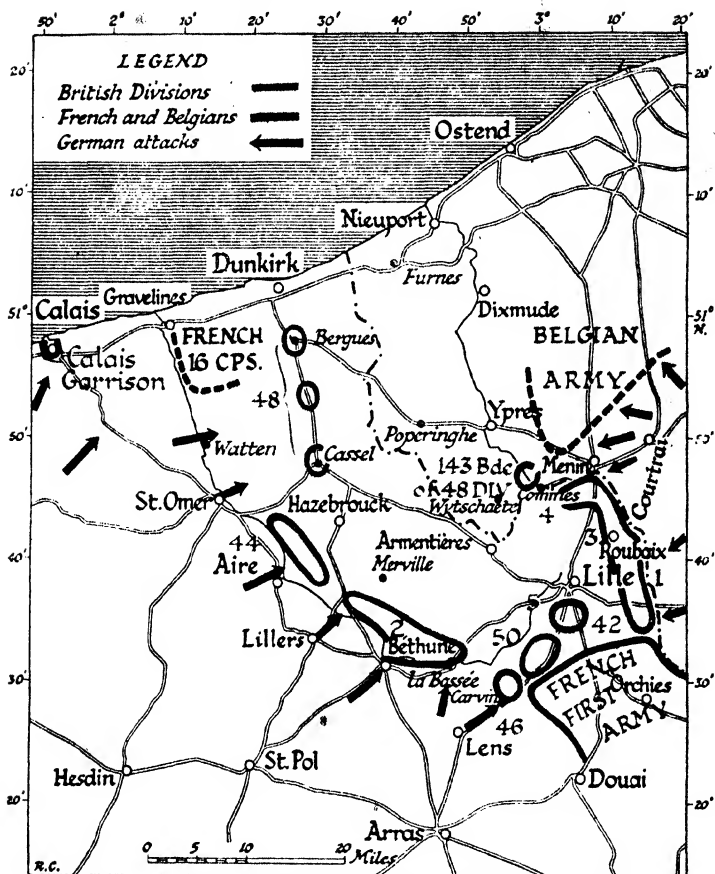 50' 2° 10' 20' 30' 40' 50' 3° 10' 20'
LEGEND
British Divisions
French and Belgians
German attacks
20'
20'
Ostend
10'
10'
Nieuport
Dunkirk
Furnes
Gravelines
Dixmude
Calais
51°
51°
N.
FRENCH
16 CPS.
Bergues
BELGIAN
ARMY
Calais
Garrison
48
Ypres
50'
50'
Watten
Poperinghe
Cassel
143 Bde
48 DIV
Menin
Courtrai
Wytschaete
Comines
4
St.Omer
Hazebrouck
44
Armentières
3
Roubaix
40'
40'
Aire
Merville
Lille
1
Lillers
2
50
42
Béthune
la Bassée
Carvin
30'
30'
FRENCH
FIRST
ARMY
Orchies
46
Lens
Hesdin
St.Pol
Douai
20'
20'
Arras
0 10 20
Miles
R.C.